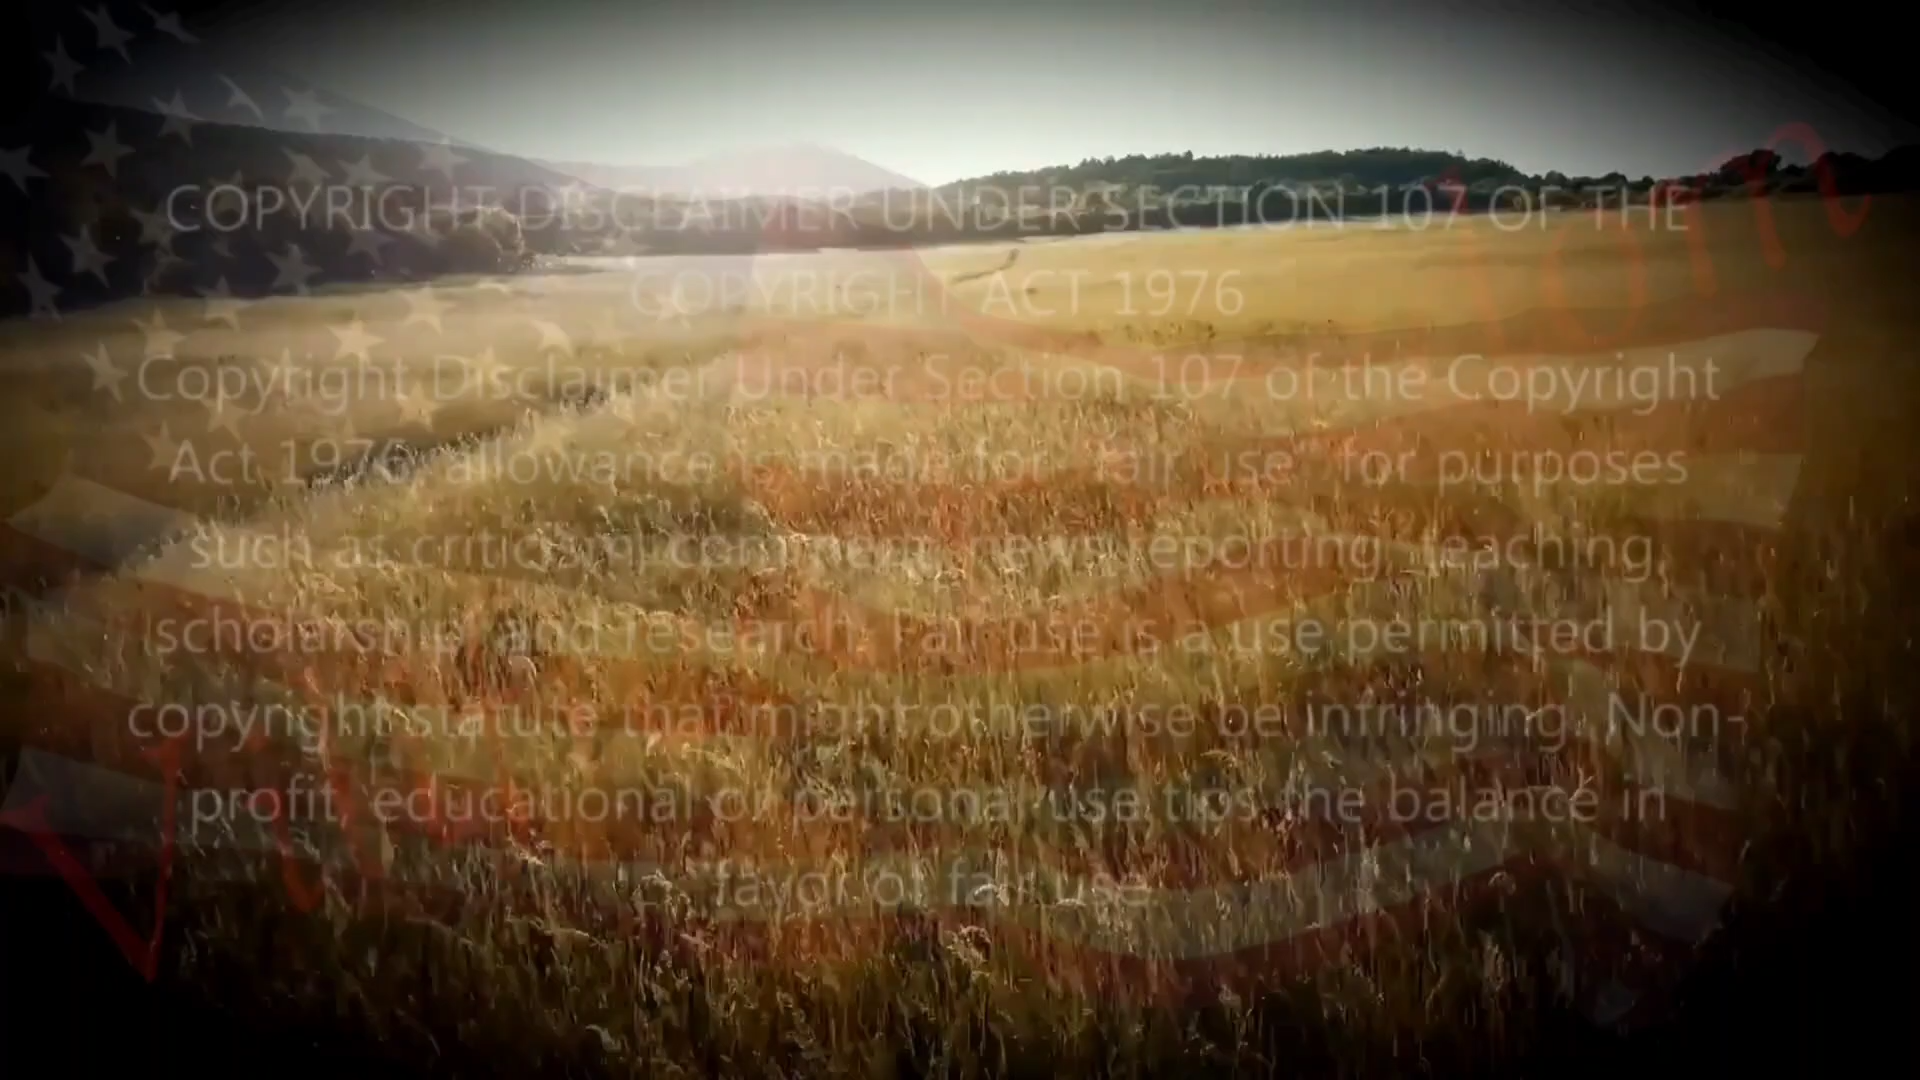 COPYRIGHT DISCLAIMER UNDER SECTION 107 OF THE
COPYRIGHT ACT 1976
Copyright Disclaimer Under Section 107 of the Copyright
Act 1976, allowance is made for "fair use" for purposes
such as criticism, comment, news reporting, teaching,
scholarship, and research. Fair use is a use permitted by
copyright statute that might otherwise be infringing. Non-
profit, educational or personal use tips the balance in
favor of fair use.